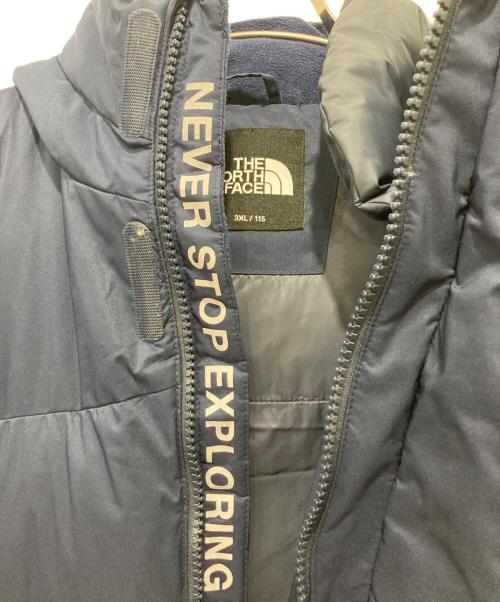 NEVER STOP EXPLORING
THE
NORTH
FACE
3XL / 115